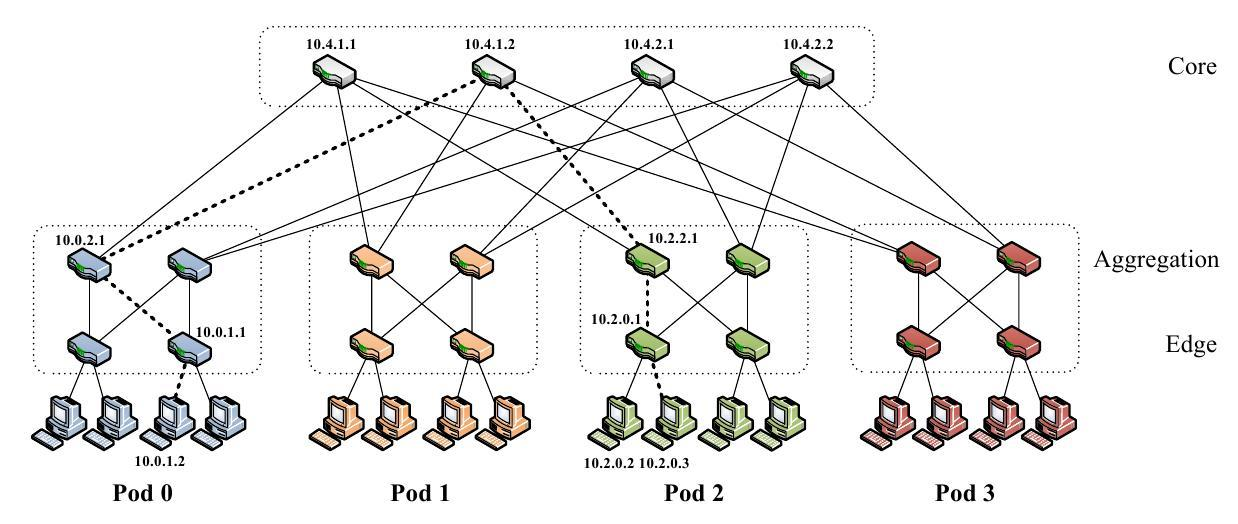 10.4.1.1 10.4.1.2 10.4.2.1 10.4.2.2
Core
10.0.2.1 10.2.2.1
Aggregation
10.0.1.1 10.2.0.1
Edge
10.0.1.2 10.2.0.2 10.2.0.3
Pod 0 Pod 1 Pod 2 Pod 3